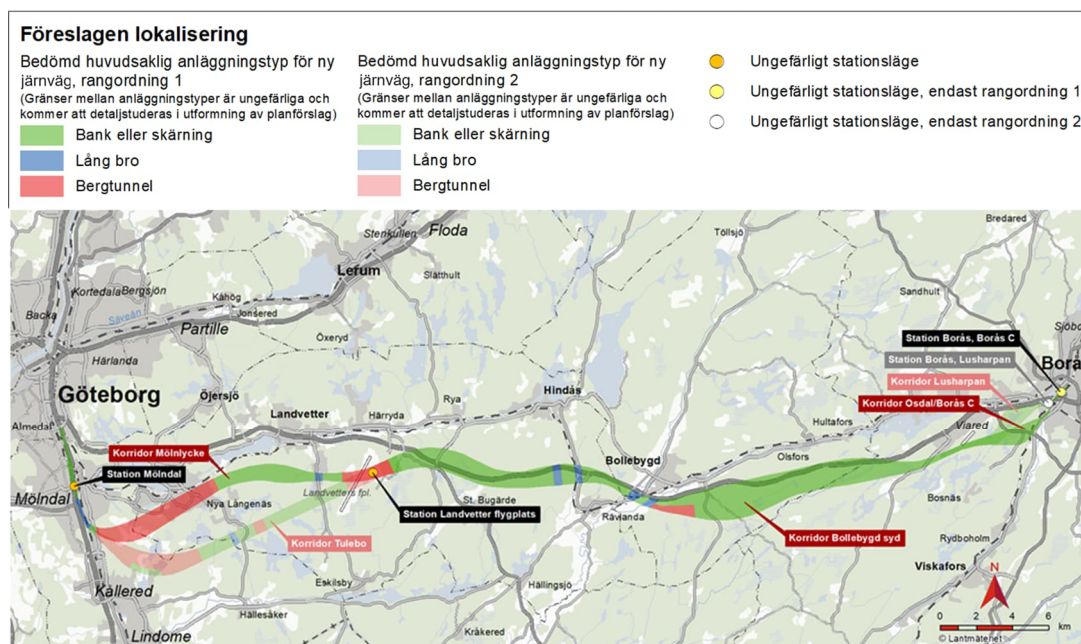 Föreslagen lokalisering
Bedömd huvudsaklig anläggningstyp för ny
järnväg, rangordning 1
(Gränser mellan anläggningstyper är ungefärliga och
kommer att detaljstuderas i utformning av planförslag)
Bank eller skärning
Lång bro
Bergtunnel
Bedömd huvudsaklig anläggningstyp för ny
järnväg, rangordning 2
(Gränser mellan anläggningstyper är ungefärliga och
kommer att detaljstuderas i utformning av planförslag)
Bank eller skärning
Lång bro
Bergtunnel
Ungefärligt stationsläge
Ungefärligt stationsläge, endast rangordning 1
Ungefärligt stationsläge, endast rangordning 2
Bredared
Stenkullen
Floda
Töllsjö
Lerum
Slätthult
Kortedala
Bergsjön
Kåhög
Sandhult
Backa
Säveån
Jonsered
Partille
Öxeryd
Sjöbo
Station Borås, Borås C
Härlanda
Station Borås, Lusharpan
Borå
Göteborg
Öjersjö
Hindås
Korridor Lusharpan
Rya
Korridor Osdal/Borås C
Almedal
Landvetter
Härryda
Hultafors
Viared
Korridor Mölnlycke
Bollebygd
Olsfors
Station Mölndal
Mölndal
Nya Långenäs
Landvetters fpl.
St. Bugärde
Bosnäs
Station Landvetter flygplats
Rävlanda
Korridor Tulebo
Korridor Bollebygd syd
Rydboholm
Viskafors
Kållered
Eskilsby
Hällingsjö
N
Hällesåker
Kråkered
Lindome
0 2 4 6
km
© Lantmäteriet